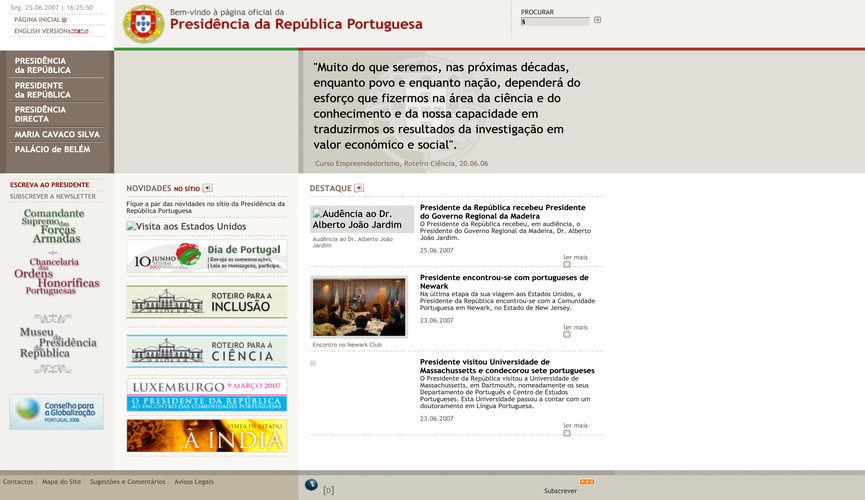 Seg. 25.06.2007 | 16:25:50
PÁGINA INICIAL
ENGLISH VERSION
Bem-vindo à página oficial da
Presidência da República Portuguesa
PROCURAR
PRESIDÊNCIA
da REPÚBLICA
PRESIDENTE
da REPÚBLICA
PRESIDÊNCIA
DIRECTA
MARIA CAVACO SILVA
PALÁCIO de BELÉM
"Muito do que seremos, nas próximas décadas,
enquanto povo e enquanto nação, dependerá do
esforço que fizermos na área da ciência e do
conhecimento e da nossa capacidade em
traduzirmos os resultados da investigação em
valor económico e social".
Curso Empreendedorismo, Roteiro Ciência, 20.06.06
ESCREVA AO PRESIDENTE
SUBSCREVER A NEWSLETTER
Comandante
Supremo das
Forças
Armadas
Chancelaria
das
Ordens
Honoríficas
Portuguesas
Museu
da
Presidência
da
República
Conselho para
a Globalização
PORTUGAL 2006
NOVIDADES NO SÍTIO
Fique a par das novidades no sítio da Presidência da
República Portuguesa
Visita aos Estados Unidos
10 JUNHO
2007
Dia de Portugal
Reveja as comemorações,
Leia as mensagens, participe.
ROTEIRO PARA A
INCLUSÃO
ROTEIRO PARA A
CIÊNCIA
LUXEMBURGO 9 MARÇO 2007
O PRESIDENTE DA REPÚBLICA
AO ENCONTRO DAS COMUNIDADES PORTUGUESAS
VISITA DE ESTADO
À ÍNDIA
DESTAQUE
Audência ao Dr.
Alberto João Jardim
Audência ao Dr. Alberto João
Jardim
Presidente da República recebeu Presidente
do Governo Regional da Madeira
O Presidente da República recebeu, em audiência, o
Presidente do Governo Regional da Madeira, Dr. Alberto
João Jardim.
25.06.2007
ler mais
Encontro no Newark Club
Presidente encontrou-se com portugueses de
Newark
Na última etapa da sua viagem aos Estados Unidos, o
Presidente da República encontrou-se com a Comunidade
Portuguesa em Newark, no Estado de New Jersey.
23.06.2007
ler mais
Presidente visitou Universidade de
Massachussetts e condecorou sete portugueses
O Presidente da República visitou a Universidade de
Massachusetts, em Dartmouth, nomeadamente os seus
Departamento de Português e Centro de Estudos
Portugueses. Esta Universidade passou a contar com um
doutoramento em Língua Portuguesa.
23.06.2007
ler mais
Contactos
Mapa do Site
Sugestões e Comentários
Avisos Legais
[D]
Subscrever